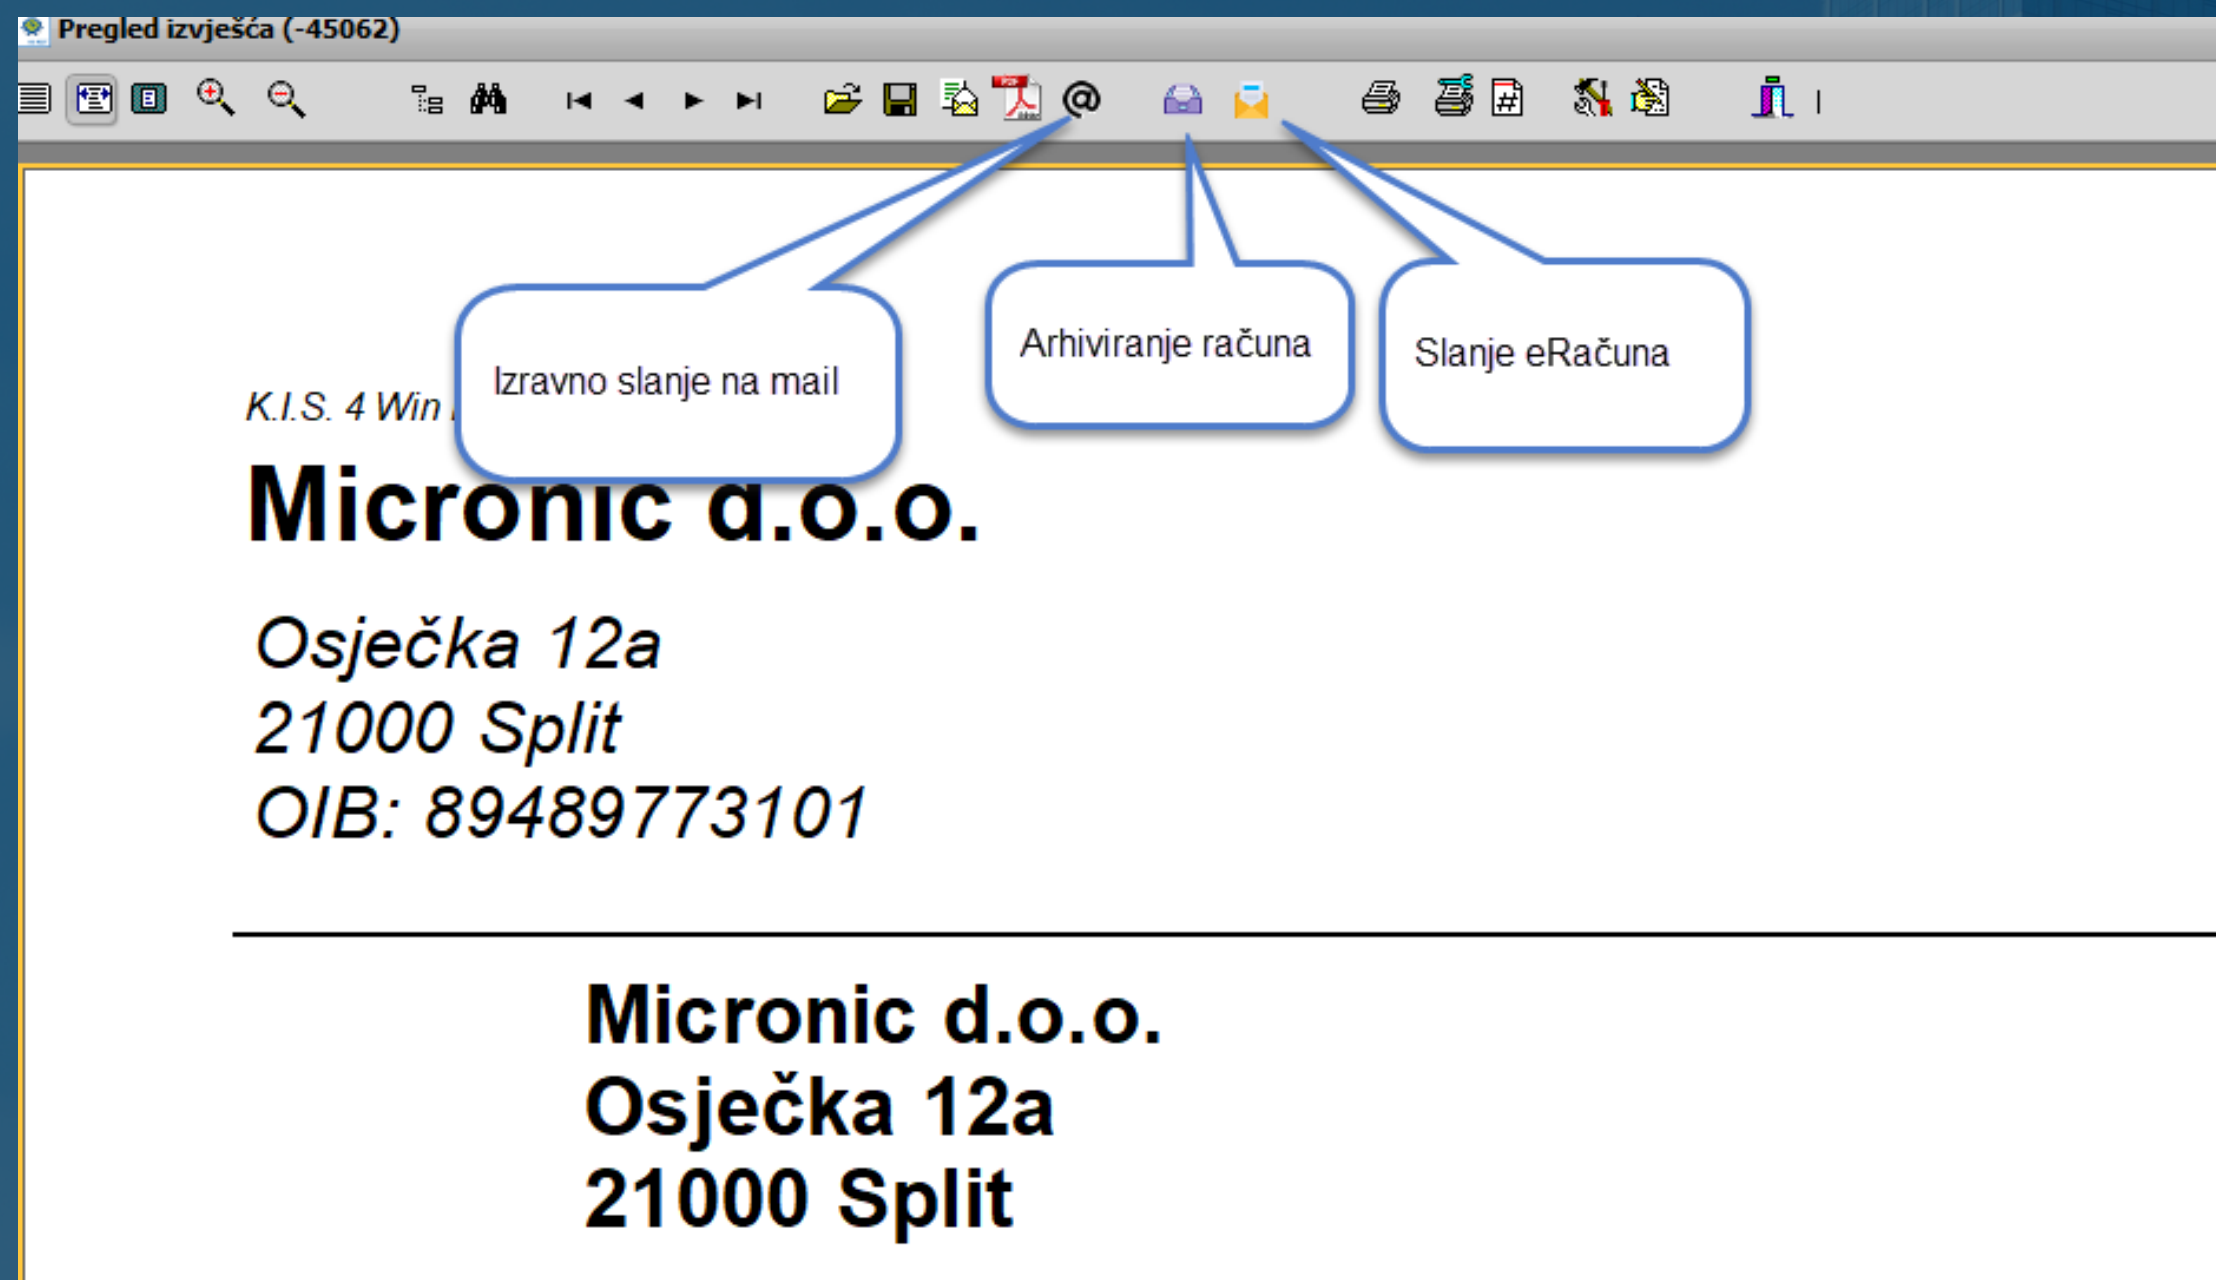 Pregled izvješća (-45062)
PDF
@
#
Izravno slanje na mail
Arhiviranje računa
Slanje eRačuna
K.I.S. 4 Win
Micronic d.o.o.
Osječka 12a
21000 Split
OIB: 89489773101
Micronic d.o.o.
Osječka 12a
21000 Split